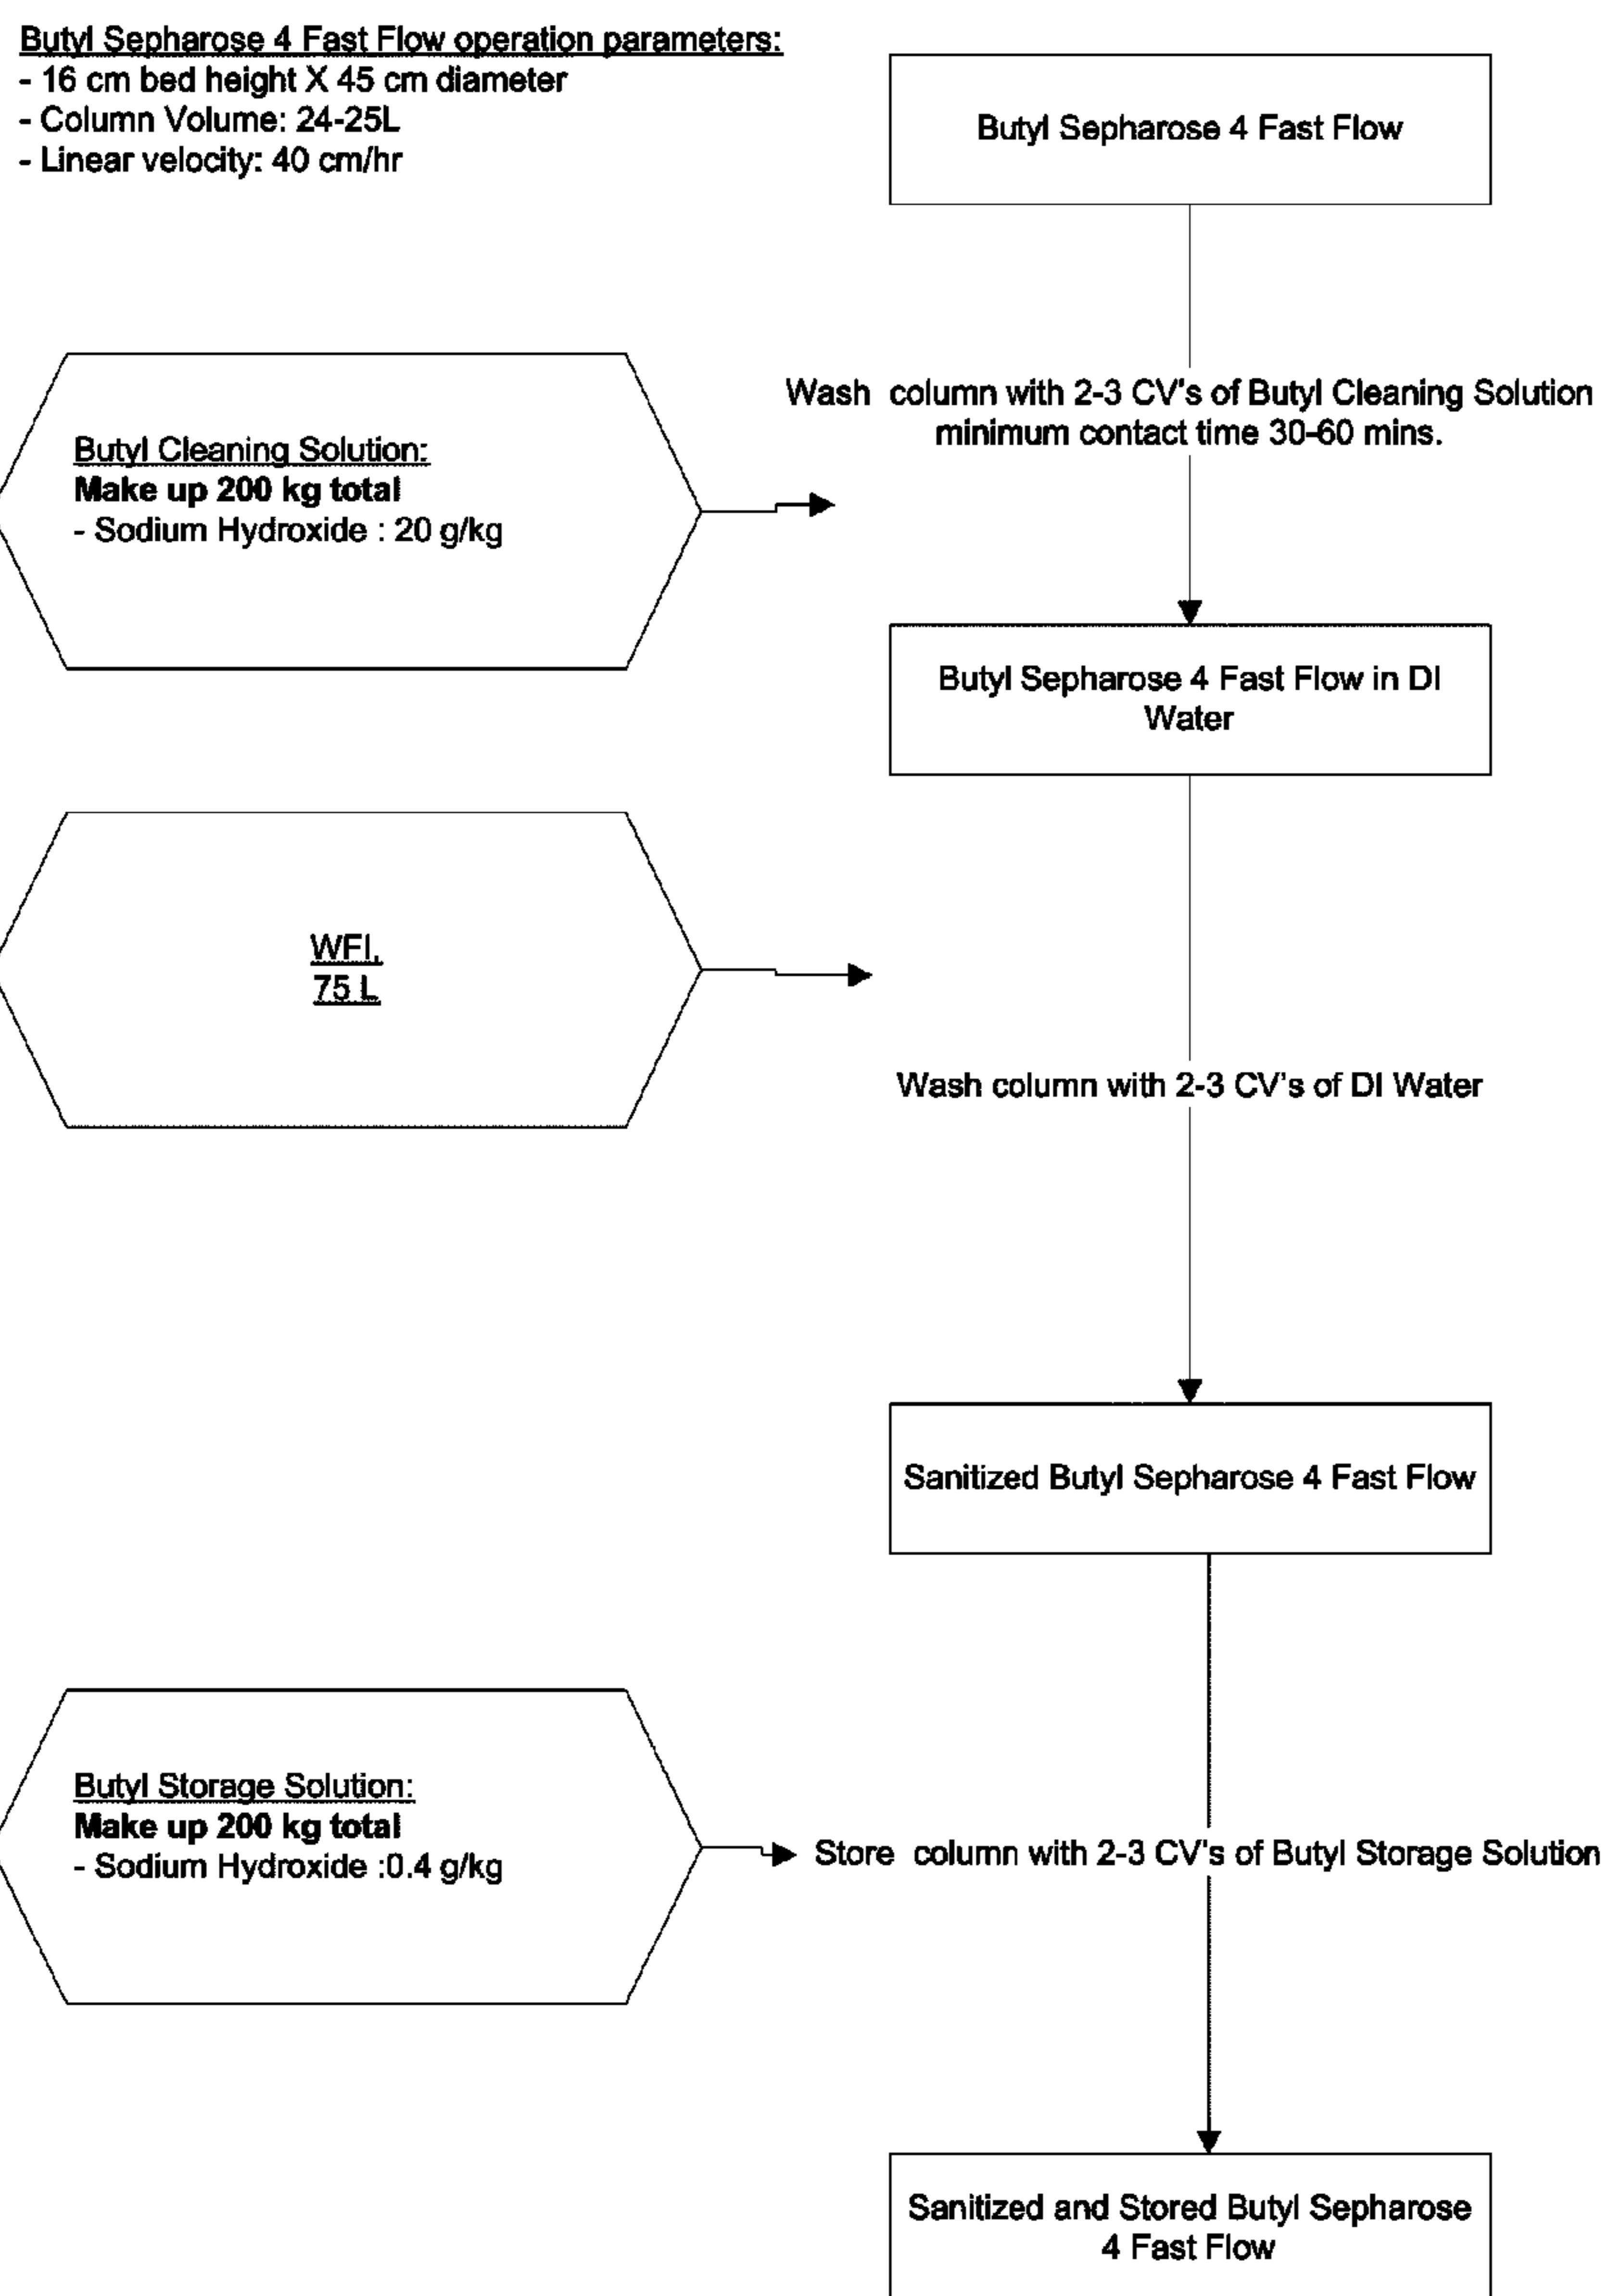 Butyl Sepharose 4 Fast Flow operation parameters:
- 16 cm bed height X 45 cm diameter
- Column Volume: 24-25L
- Linear velocity: 40 cm/hr
Butyl Sepharose 4 Fast Flow
Wash column with 2-3 CV's of Butyl Cleaning Solution
minimum contact time 30-60 mins.
Butyl Cleaning Solution:
Make up 200 kg total
- Sodium Hydroxide : 20 g/kg
Butyl Sepharose 4 Fast Flow in DI
Water
WFI,
75 L
Wash column with 2-3 CV's of DI Water
Sanitized Butyl Sepharose 4 Fast Flow
Butyl Storage Solution:
Make up 200 kg total
- Sodium Hydroxide :0.4 g/kg
Store column with 2-3 CV's of Butyl Storage Solution
Sanitized and Stored Butyl Sepharose
4 Fast Flow